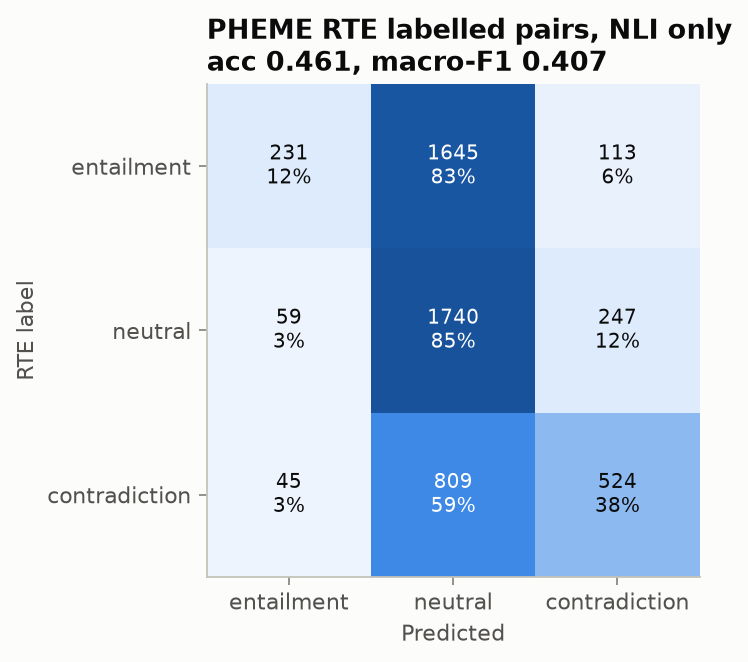 PHEME RTE labelled pairs, NLI only
acc 0.461, macro-F1 0.407
RTE label
entailment
231
12%
1645
83%
113
6%
neutral
59
3%
1740
85%
247
12%
contradiction
45
3%
809
59%
524
38%
entailment
neutral
contradiction
Predicted